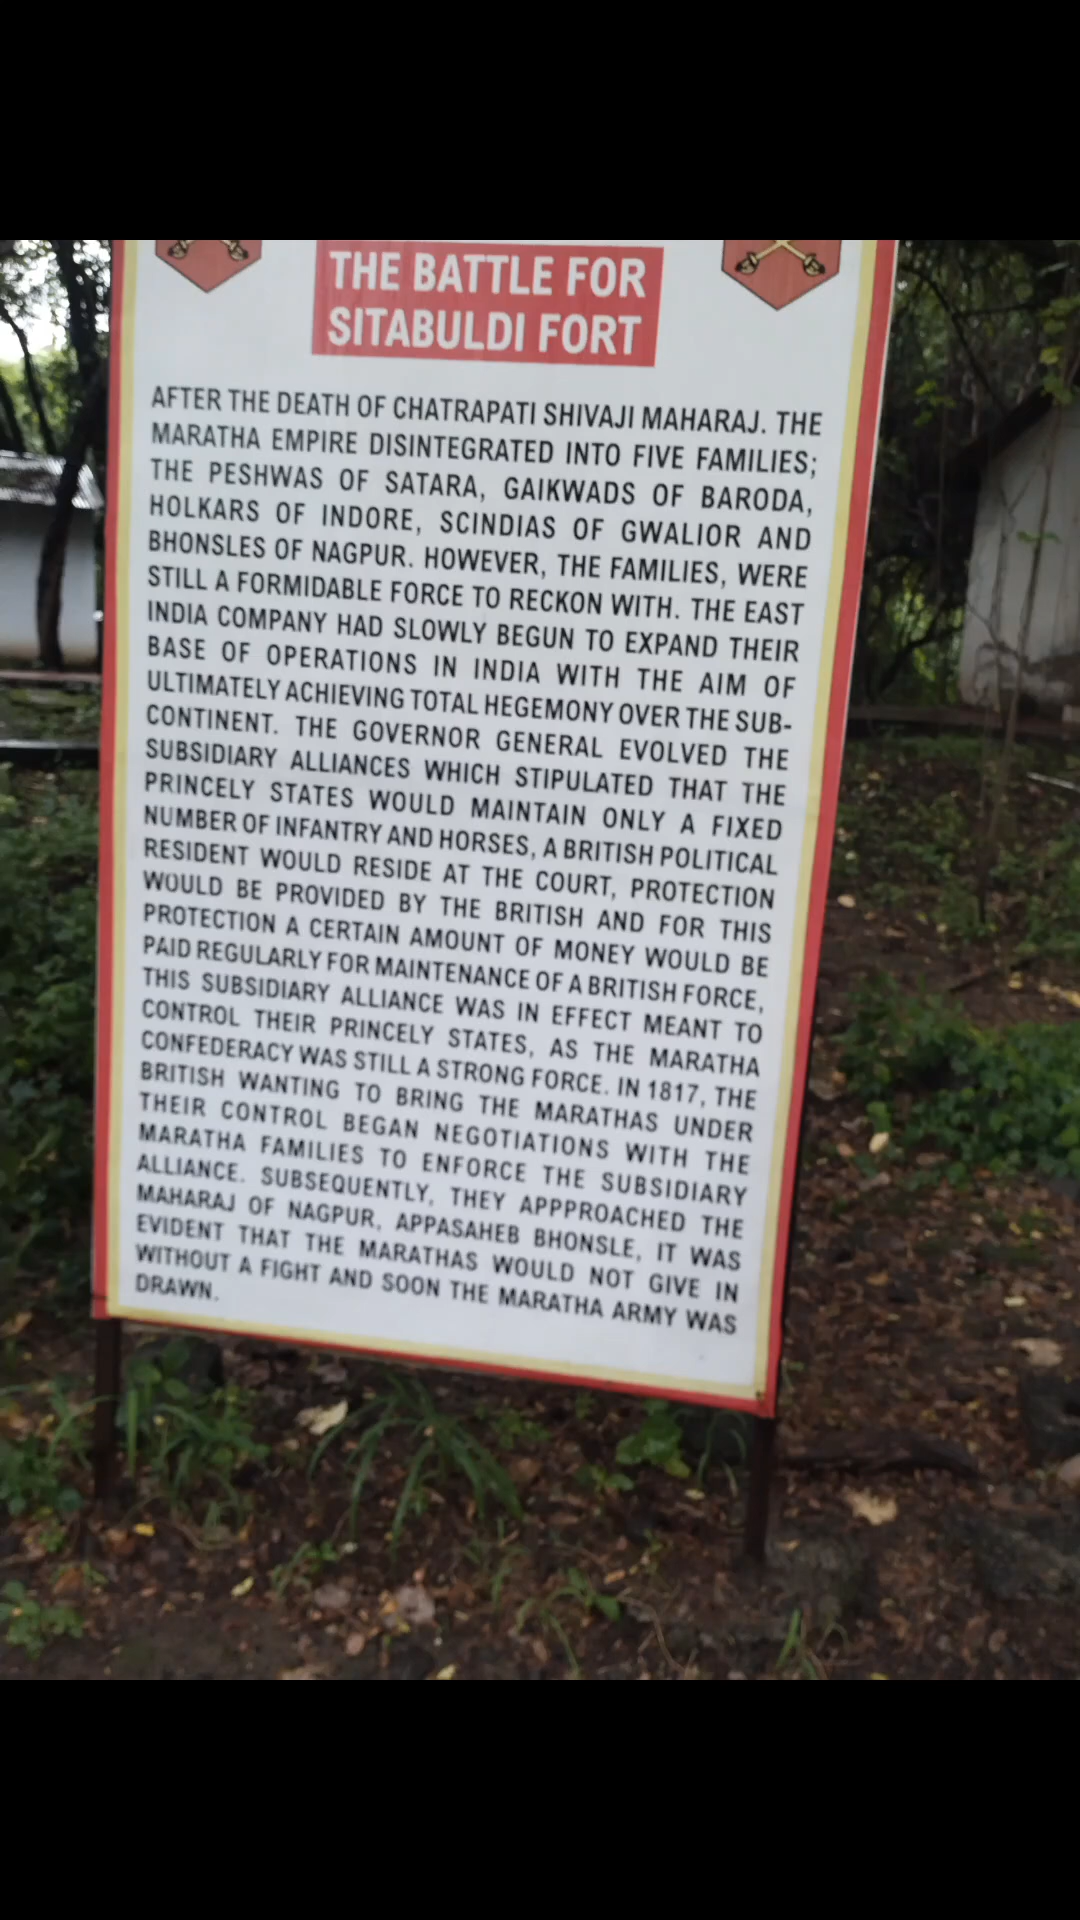 THE BATTLE FOR
SITABULDI FORT
AFTER THE DEATH OF CHATRAPATI SHIVAJI MAHARAJ. THE
MARATHA EMPIRE DISINTEGRATED INTO FIVE FAMILIES;
THE PESHWAS OF SATARA, GAIKWADS OF BARODA,
HOLKARS OF INDORE, SCINDIAS OF GWALIOR AND
BHONSLES OF NAGPUR. HOWEVER, THE FAMILIES, WERE
STILL A FORMIDABLE FORCE TO RECKON WITH. THE EAST
INDIA COMPANY HAD SLOWLY BEGUN TO EXPAND THEIR
BASE OF OPERATIONS IN INDIA WITH THE AIM OF
ULTIMATELY ACHIEVING TOTAL HEGEMONY OVER THE SUB-
CONTINENT. THE GOVERNOR GENERAL EVOLVED THE
SUBSIDIARY ALLIANCES WHICH STIPULATED THAT THE
PRINCELY STATES WOULD MAINTAIN ONLY A FIXED
NUMBER OF INFANTRY AND HORSES, A BRITISH POLITICAL
RESIDENT WOULD RESIDE AT THE COURT, PROTECTION
WOULD BE PROVIDED BY THE BRITISH AND FOR THIS
PROTECTION A CERTAIN AMOUNT OF MONEY WOULD BE
PAID REGULARLY FOR MAINTENANCE OF A BRITISH FORCE,
THIS SUBSIDIARY ALLIANCE WAS IN EFFECT MEANT TO
CONTROL THEIR PRINCELY STATES, AS THE MARATHA
CONFEDERACY WAS STILL A STRONG FORCE. IN 1817, THE
BRITISH WANTING TO BRING THE MARATHAS UNDER
THEIR CONTROL BEGAN NEGOTIATIONS WITH THE
MARATHA FAMILIES TO ENFORCE THE SUBSIDIARY
ALLIANCE. SUBSEQUENTLY, THEY APPPROACHED THE
MAHARAJ OF NAGPUR, APPASAHEB BHONSLE, IT WAS
EVIDENT THAT THE MARATHAS WOULD NOT GIVE IN
WITHOUT A FIGHT AND SOON THE MARATHA ARMY WAS
DRAWN.